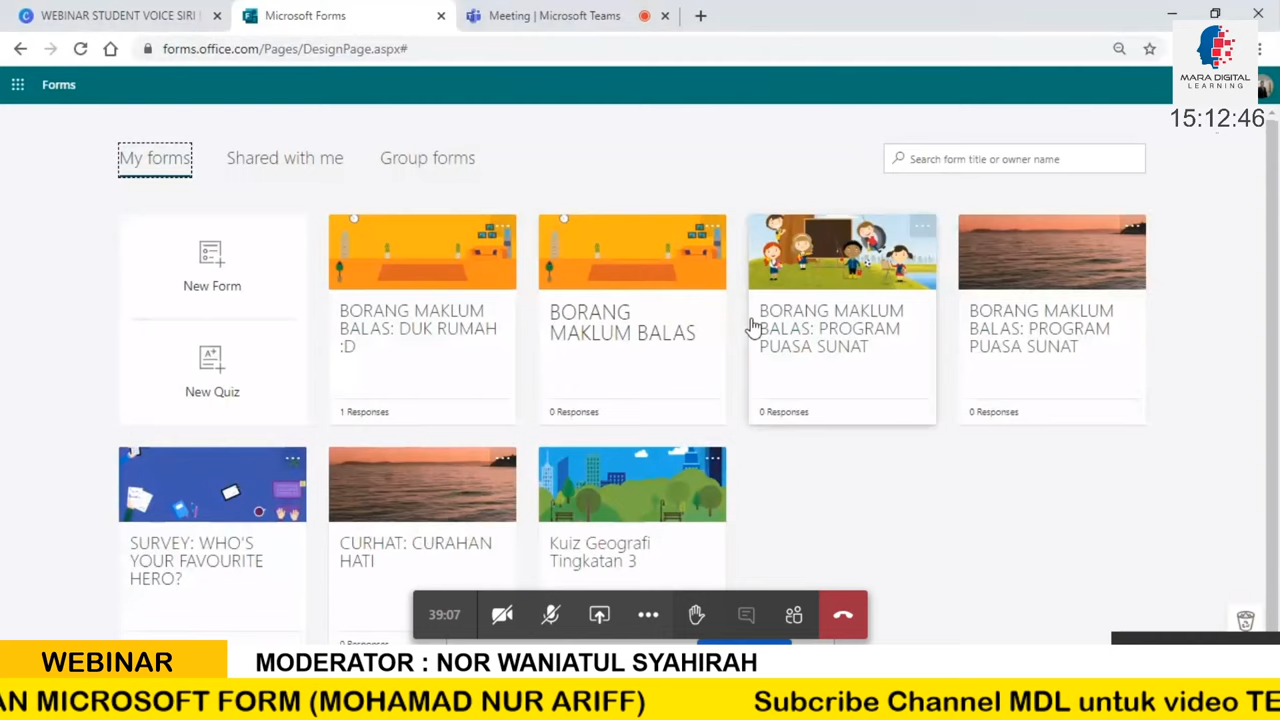 WEBINAR STUDENT VOICE SIRI
Microsoft Forms
Meeting | Microsoft Teams
forms.office.com/Pages/DesignPage.aspx#
MARA DIGITAL
LEARNING
15:12:46
Forms
My forms
Shared with me
Group forms
Search form title or owner name
New Form
New Quiz
BORANG MAKLUM
BALAS: DUK RUMAH
:D
1 Responses
BORANG
MAKLUM BALAS
0 Responses
BORANG MAKLUM
BALAS: PROGRAM
PUASA SUNAT
0 Responses
BORANG MAKLUM
BALAS: PROGRAM
PUASA SUNAT
0 Responses
SURVEY: WHO'S
YOUR FAVOURITE
HERO?
CURHAT: CURAHAN
HATI
0 Responses
Kuiz Geografi
Tingkatan 3
39:07
WEBINAR
MODERATOR : NOR WANIATUL SYAHIRAH
AN MICROSOFT FORM (MOHAMAD NUR ARIFF)
Subcribe Channel MDL untuk video TE